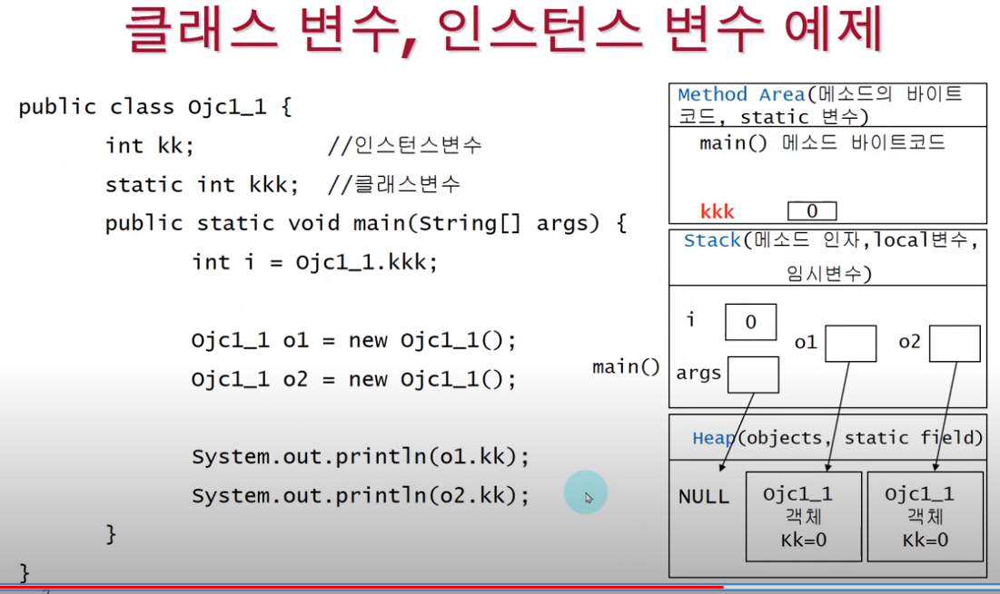 클래스 변수, 인스턴스 변수 예제
public class Ojc1_1 {
int kk; //인스턴스변수
static int kkk; //클래스변수
public static void main(String[] args) {
int i = Ojc1_1.kkk;
Ojc1_1 o1 = new Ojc1_1();
Ojc1_1 o2 = new Ojc1_1();
System.out.println(o1.kk);
System.out.println(o2.kk);
}
}
Method Area(메소드의 바이트
코드, static 변수)
main() 메소드 바이트코드
kkk 0
Stack(메소드 인자,local변수,
임시변수)
i 0
o1 o2
main() args
Heap(objects, static field)
NULL
Ojc1_1
객체
Kk=0
Ojc1_1
객체
Kk=0